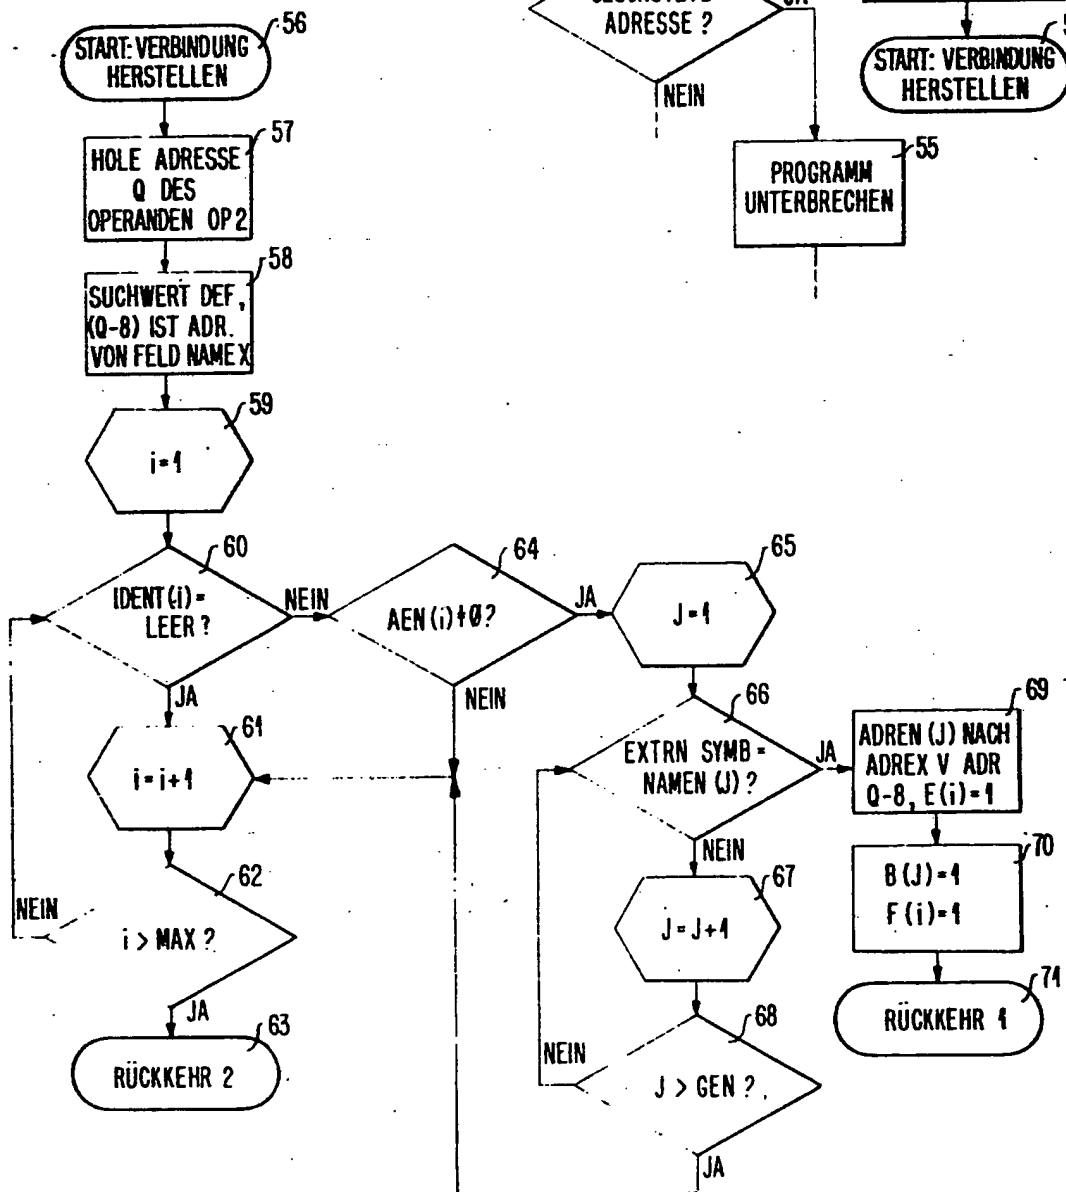 START: VERBINDUNG
HERSTELLEN
56
HOLE ADRESSE
Q DES
OPERANDEN OP2
57
SUCHWERT DEF,
(Q-8) IST ADR.
VON FELD NAMEX
58
i=1
59
IDENT(i)=
LEER?
60
NEIN
JA
i=i+1
61
i > MAX?
62
NEIN
JA
RÜCKKEHR 2
63
AEN(i)≠0?
64
JA
NEIN
J=1
65
EXTRN SYMB=
NAMEN (J)?
66
JA
NEIN
J=J+1
67
J > GEN?
68
NEIN
JA
ADREN (J) NACH
ADREX V ADR
Q-8, E(i)=1
69
B(J)=1
F(i)=1
70
RÜCKKEHR 1
71
ADRESSE?
JA
NEIN
PROGRAMM
UNTERBRECHEN
55
START: VERBINDUNG
HERSTELLEN